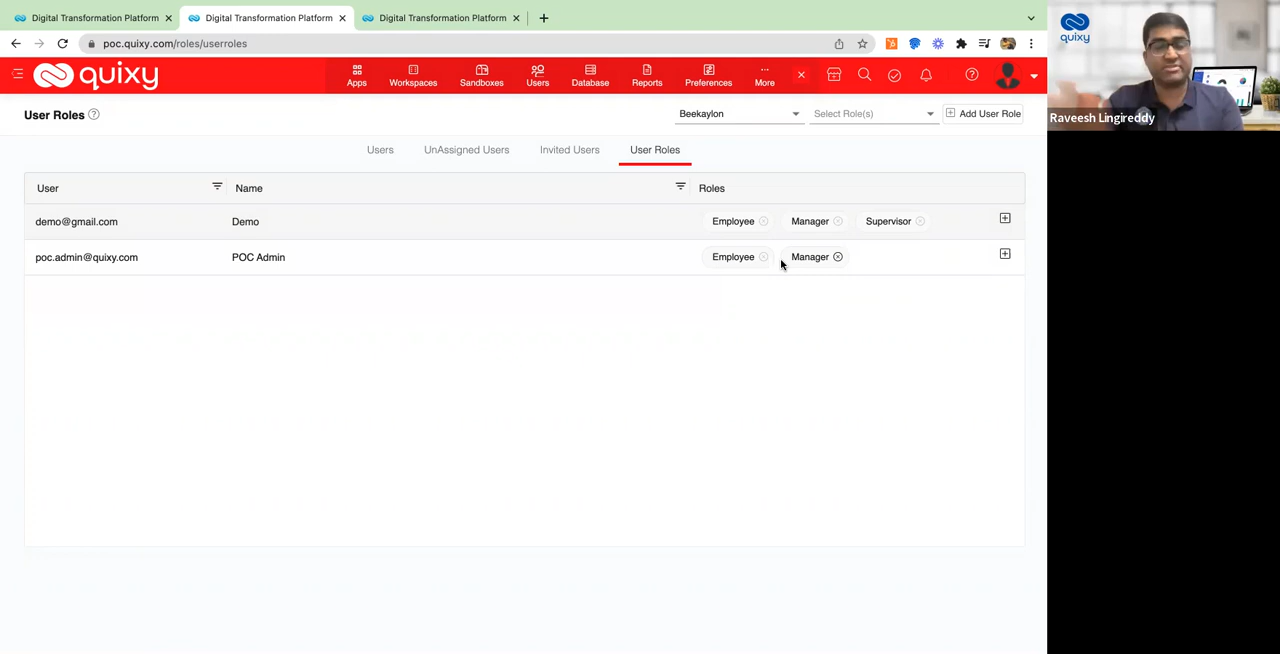 Digital Transformation Platform
Digital Transformation Platform
Digital Transformation Platform
poc.quixy.com/roles/userroles
quixy
Apps
Workspaces
Sandboxes
Users
Database
Reports
Preferences
More
quixy
Raveesh Lingireddy
User Roles
Beekaylon
Select Role(s)
Add User Role
Users
UnAssigned Users
Invited Users
User Roles
User
Name
Roles
demo@gmail.com
Demo
Employee
Manager
Supervisor
poc.admin@quixy.com
POC Admin
Employee
Manager